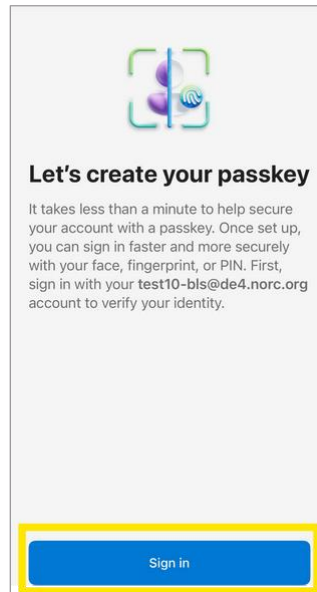 Let's create your passkey
It takes less than a minute to help secure
your account with a passkey. Once set up,
you can sign in faster and more securely
with your face, fingerprint, or PIN. First,
sign in with your test10-bls@de4.norc.org
account to verify your identity.
Sign in